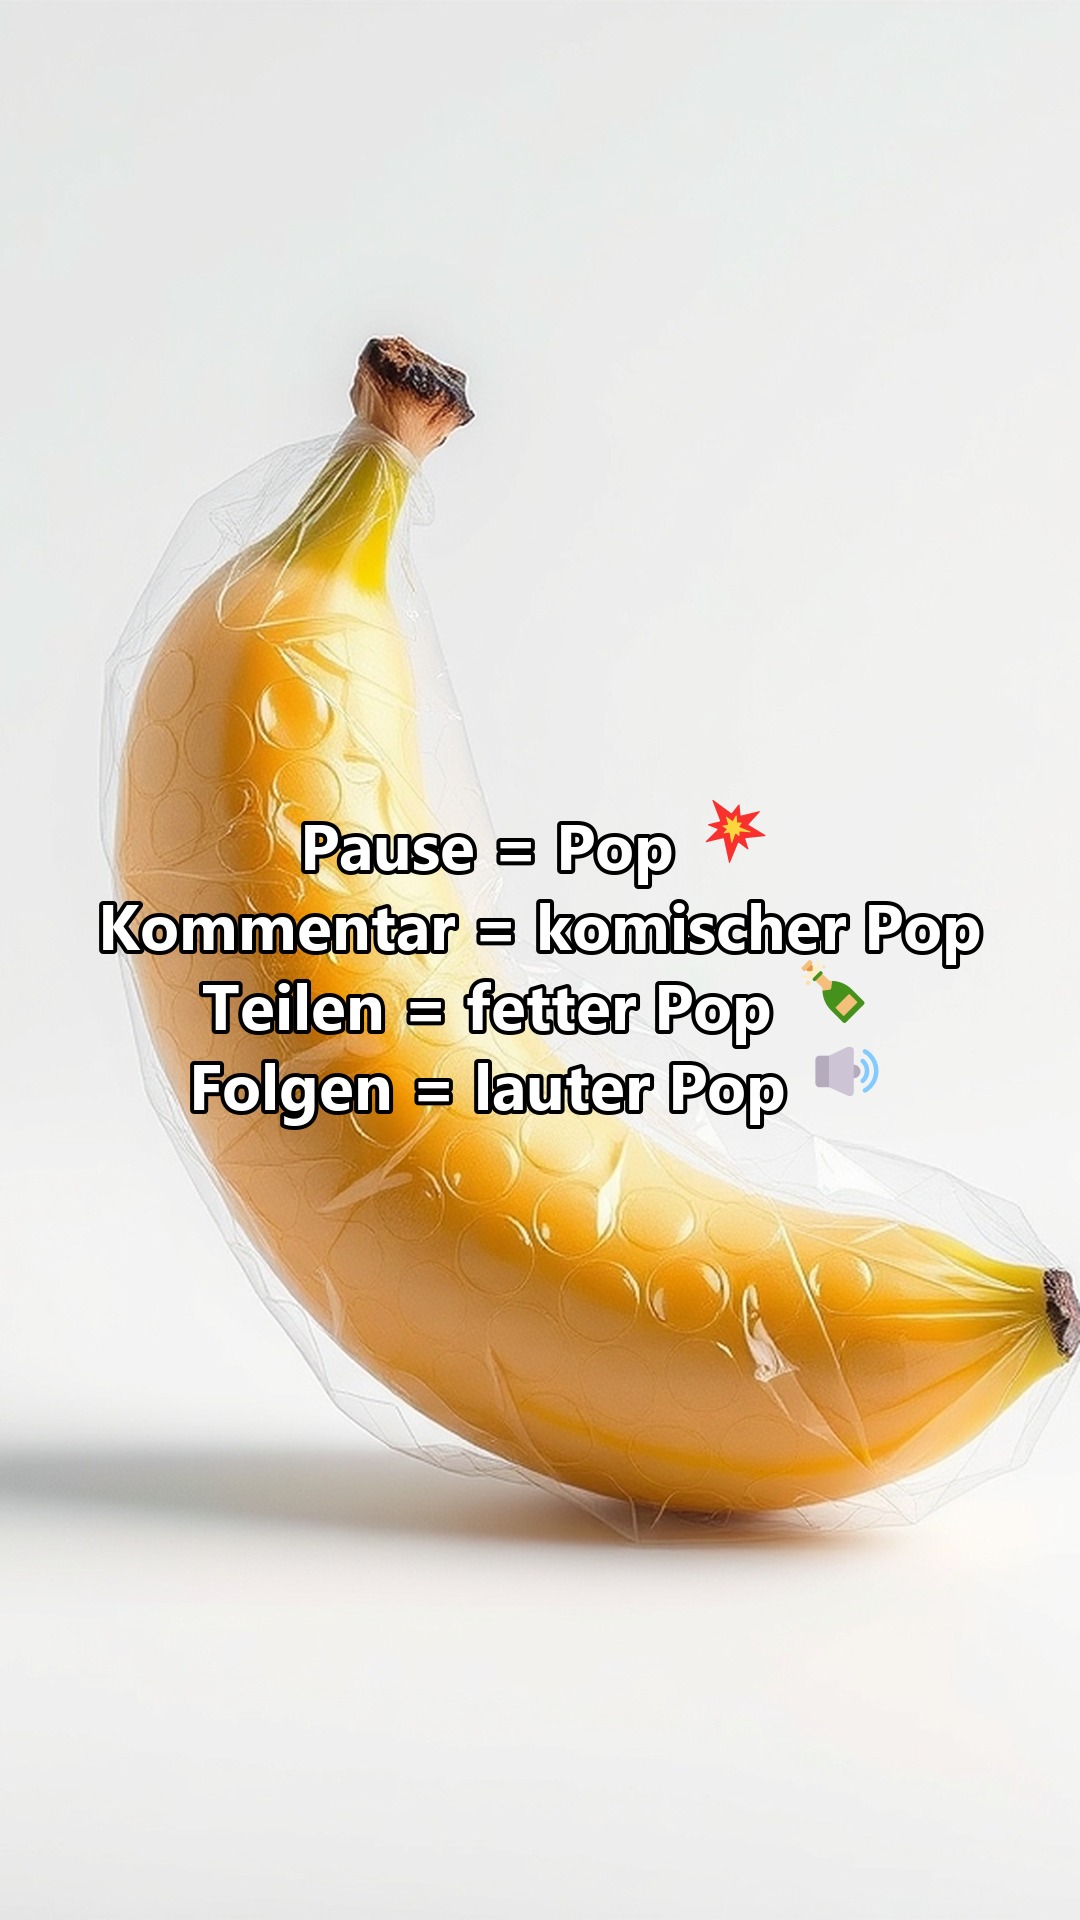 Pause = Pop 💥
Kommentar = komischer Pop
Teilen = fetter Pop 🍾
Folgen = lauter Pop 🔊